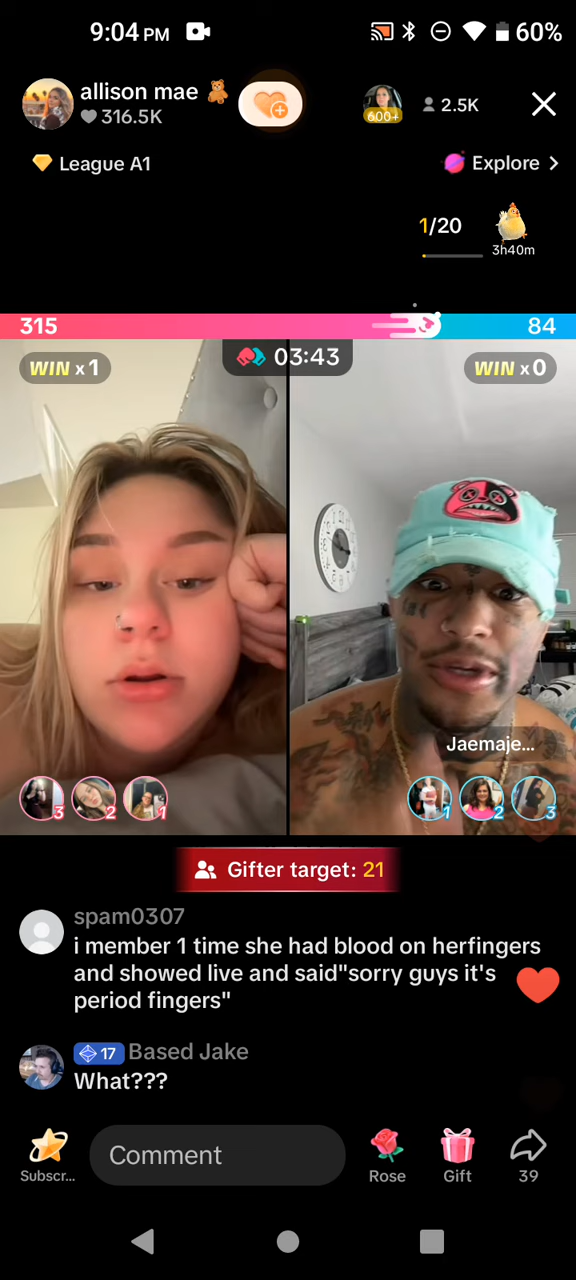 9:04 PM
60%
allison mae
316.5K
600+
2.5K
League A1
Explore
1/20
3h40m
315
84
WIN x 1
03:43
WIN x 0
Jaemaje...
3
2
1
1
2
3
Gifter target: 21
spam0307
i member 1 time she had blood on herfingers
and showed live and said"sorry guys it's
period fingers"
17 Based Jake
What???
Subscr...
Comment
Rose
Gift
39